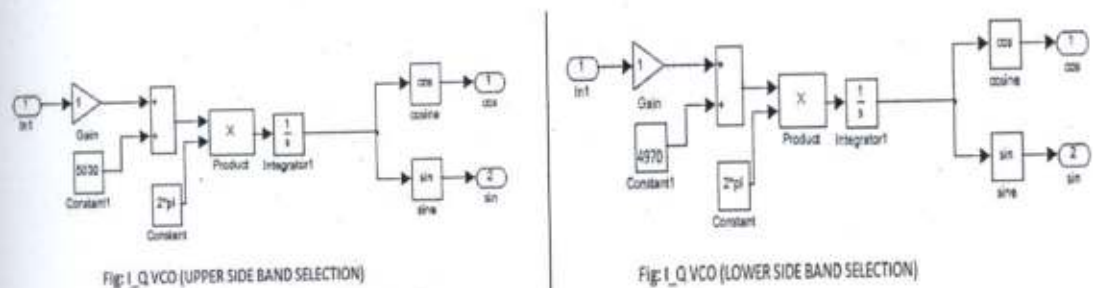 1
In1
1
Gain
+
+
5030
Constant1
2*pi
Constant
X
Product
1
s
Integrator1
cos
cosine
1
cos
sin
sine
2
sin
Fig: I_Q VCO (UPPER SIDE BAND SELECTION)
1
In1
1
Gain
+
+
4970
Constant1
2*pi
Constant
X
Product
1
s
Integrator1
cos
cosine
1
cos
sin
sine
2
sin
Fig: I_Q VCO (LOWER SIDE BAND SELECTION)